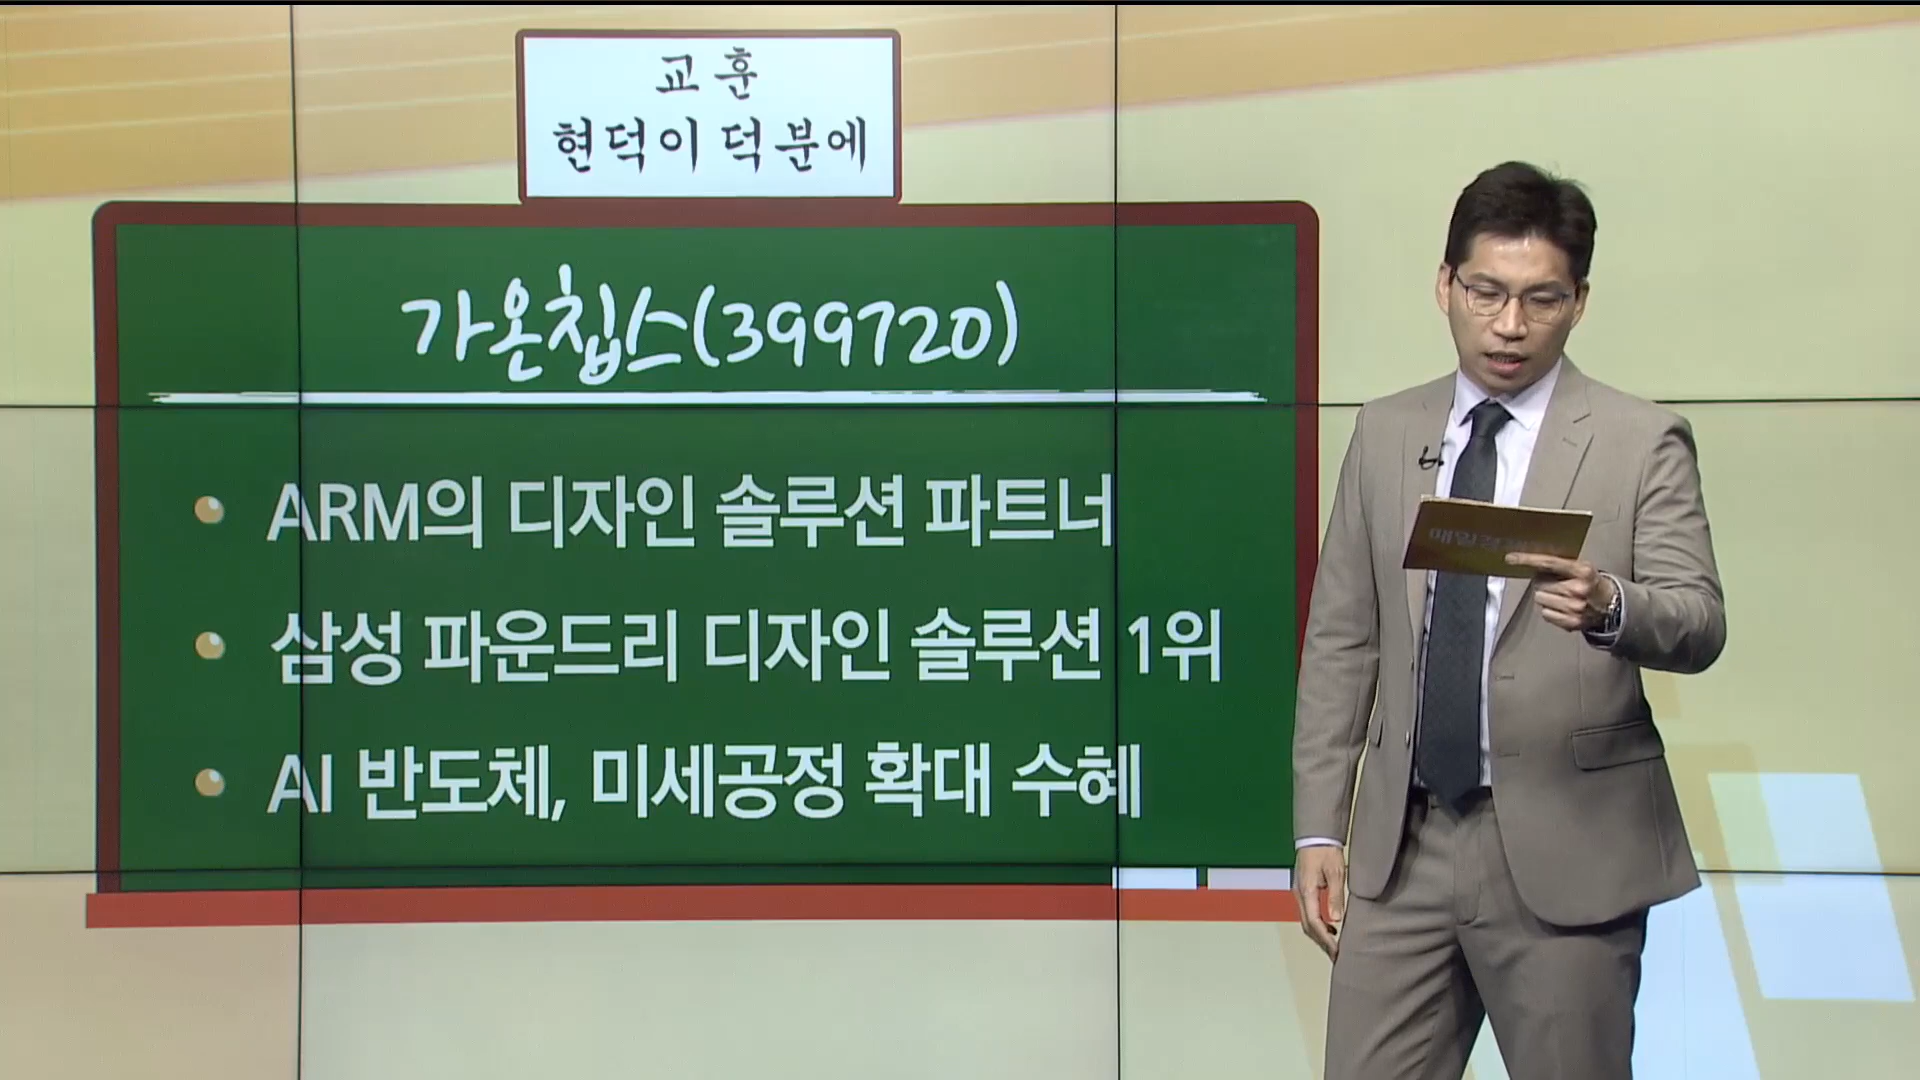 교훈
현덕이 덕분에
가온칩스(399720)
ARM의 디자인 솔루션 파트너
삼성 파운드리 디자인 솔루션 1위
AI 반도체, 미세공정 확대 수혜